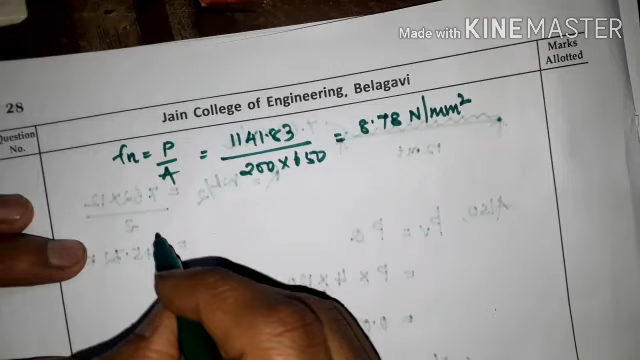 Made with KINEMASTER
28
Jain College of Engineering, Belagavi
Marks
Allotted
Question
No.
fn = P/A = 1141.83/200×650 = 8.78 N/mm²